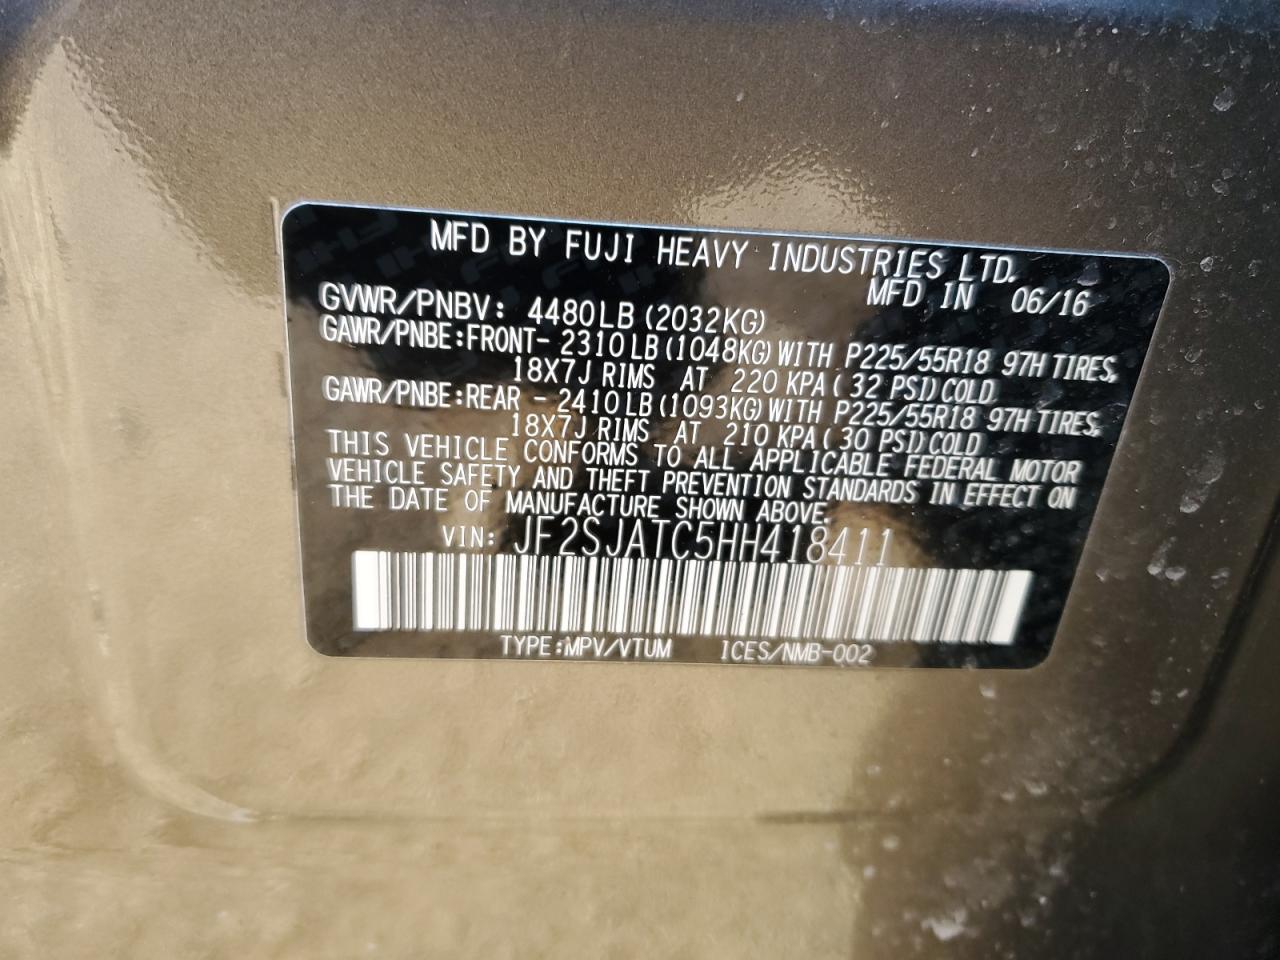 MFD BY FUJI HEAVY INDUSTRIES LTD.
MFD IN 06/16
GVWR/PNBV: 4480LB (2032KG)
GAWR/PNBE:FRONT- 2310 LB (1048KG) WITH P225/55R18 97H TIRES,
18X7J RIMS AT 220 KPA ( 32 PSI) COLD
GAWR/PNBE:REAR - 2410 LB (1093KG) WITH P225/55R18 97H TIRES,
18X7J RIMS AT 210 KPA ( 30 PSI) COLD
THIS VEHICLE CONFORMS TO ALL APPLICABLE FEDERAL MOTOR
VEHICLE SAFETY AND THEFT PREVENTION STANDARDS IN EFFECT ON
THE DATE OF MANUFACTURE SHOWN ABOVE.
VIN: JF2SJATC5HH418411
TYPE:MPV/VTUM ICES/NMB-002